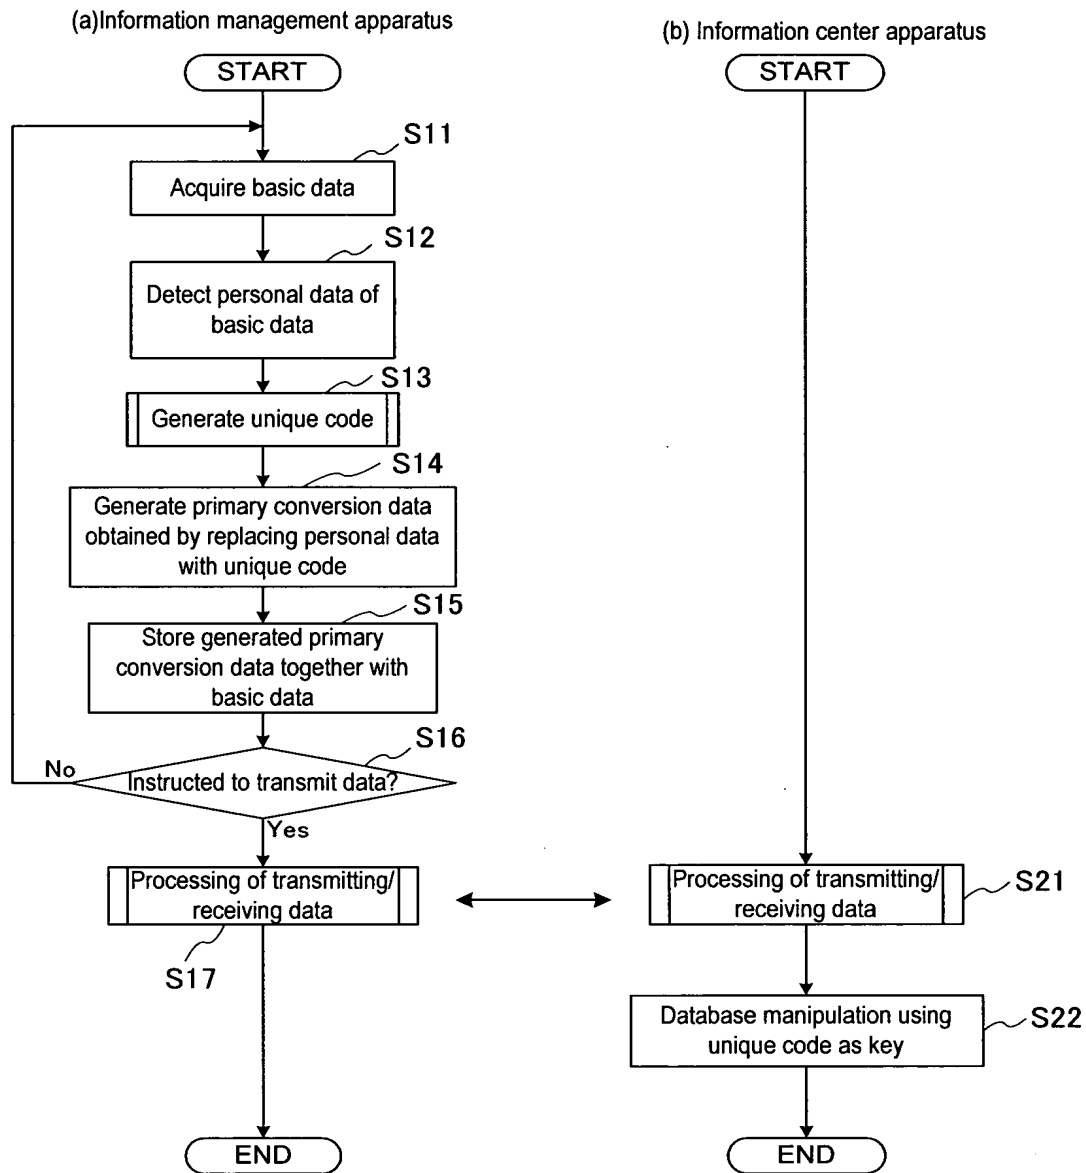 (a)Information management apparatus
START
S11
Acquire basic data
S12
Detect personal data of
basic data
S13
Generate unique code
S14
Generate primary conversion data
obtained by replacing personal data
with unique code
S15
Store generated primary
conversion data together with
basic data
S16
No
Instructed to transmit data?
Yes
Processing of transmitting/
receiving data
S17
END
(b) Information center apparatus
START
Processing of transmitting/
receiving data
S21
Database manipulation using
unique code as key
S22
END